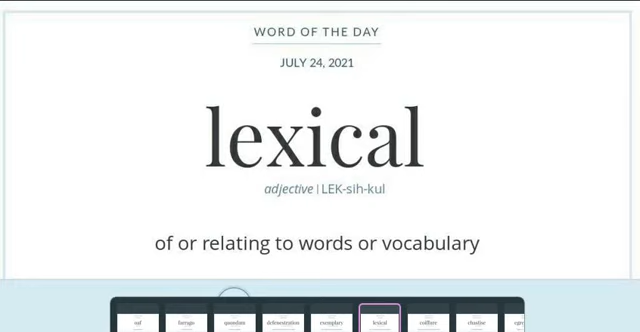 WORD OF THE DAY
JULY 24, 2021
lexical
adjective | LEK-sih-kul
of or relating to words or vocabulary
farrago quondam defenestration exemplary lexical coiffure chastise